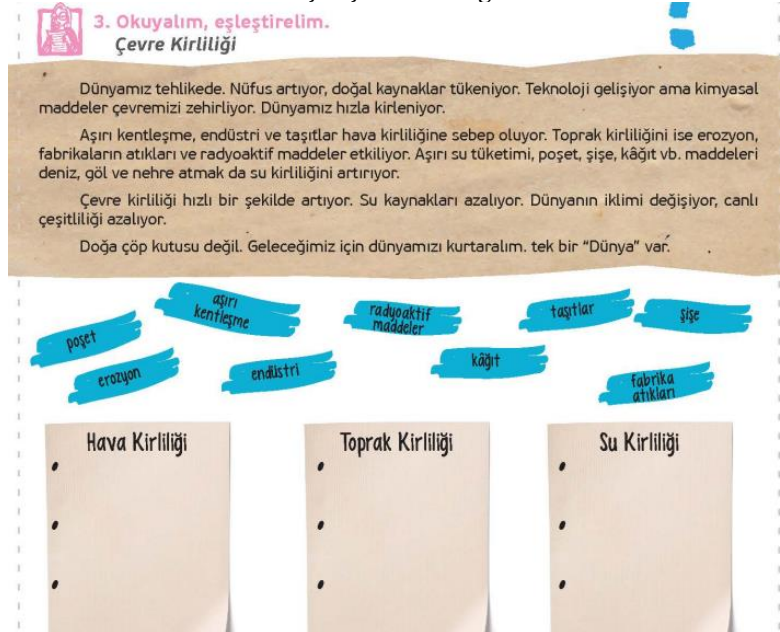 3. Okuyalım, eşleştirelim.
Çevre Kirliliği
Dünyamız tehlikede. Nüfus artıyor, doğal kaynaklar tükeniyor. Teknoloji gelişiyor ama kimyasal
maddeler çevremizi zehirliyor. Dünyamız hızla kirleniyor.
Aşırı kentleşme, endüstri ve taşıtlar hava kirliliğine sebep oluyor. Toprak kirliliğini ise erozyon,
fabrikaların atıkları ve radyoaktif maddeler etkiliyor. Aşırı su tüketimi, poşet, şişe, kâğıt vb. maddeleri
deniz, göl ve nehre atmak da su kirliliğini artırıyor.
Çevre kirliliği hızlı bir şekilde artıyor. Su kaynakları azalıyor. Dünyanın iklimi değişiyor, canlı
çeşitliliği azalıyor.
Doğa çöp kutusu değil. Geleceğimiz için dünyamızı kurtaralım. tek bir “Dünya” var.
poşet
aşırı
kentleşme
radyoaktif
maddeler
taşıtlar
şişe
erozyon
endüstri
kâğıt
fabrika
atıkları
Hava Kirliliği
Toprak Kirliliği
Su Kirliliği